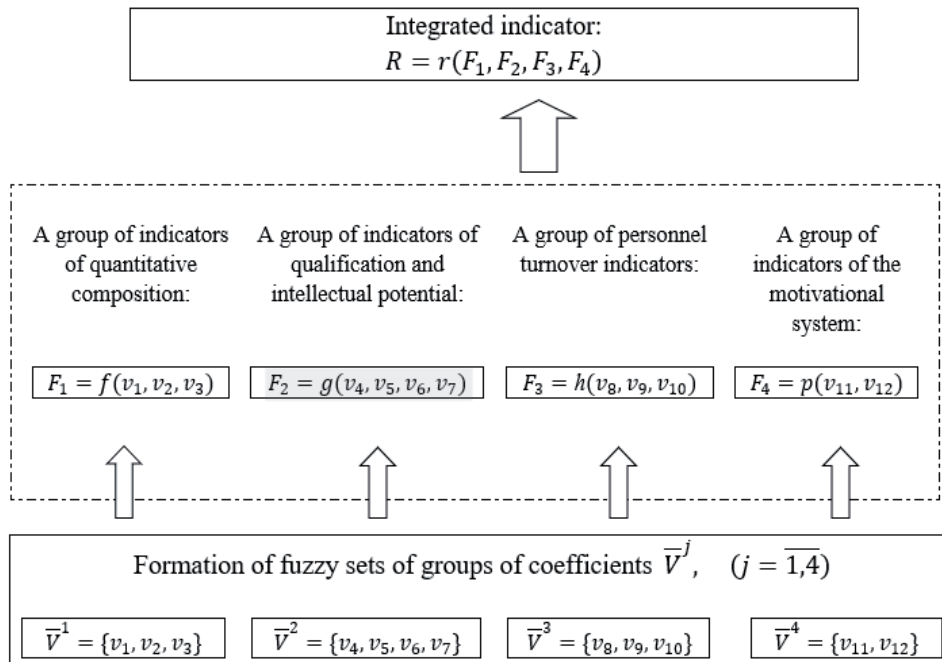 Integrated indicator:
R = r(F₁, F₂, F₃, F₄)
A group of indicators
of quantitative
composition:
F₁ = f(v₁, v₂, v₃)
A group of indicators of
qualification and
intellectual potential:
F₂ = g(v₄, v₅, v₆, v₇)
A group of personnel
turnover indicators:
F₃ = h(v₈, v₉, v₁₀)
A group of
indicators of the
motivational
system:
F₄ = p(v₁₁, v₁₂)
Formation of fuzzy sets of groups of coefficients V̅ʲ, (j = 1̅,̅4̅)
V̅¹ = {v₁, v₂, v₃}
V̅² = {v₄, v₅, v₆, v₇}
V̅³ = {v₈, v₉, v₁₀}
V̅⁴ = {v₁₁, v₁₂}